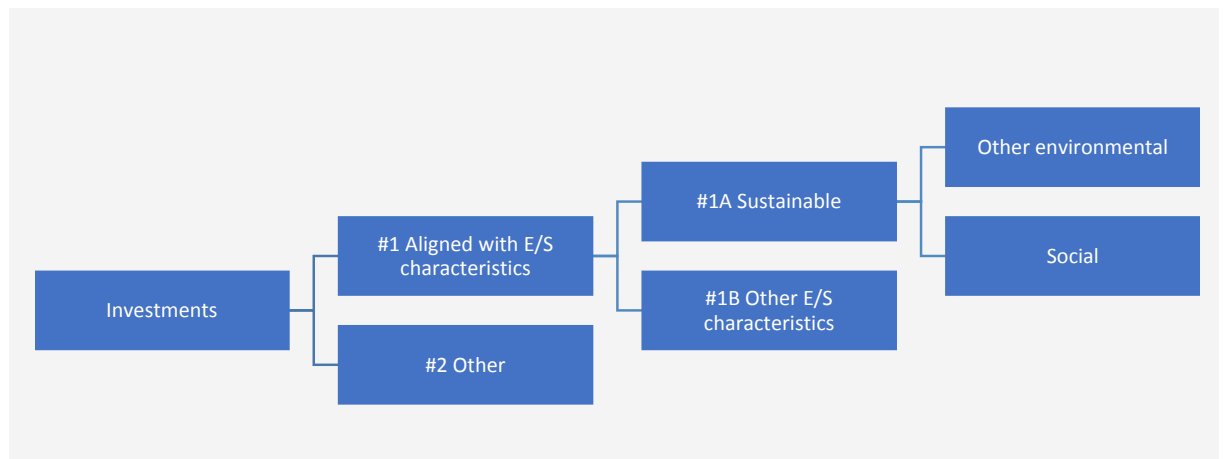 Other environmental
#1A Sustainable
#1 Aligned with E/S
characteristics
Social
Investments
#1B Other E/S
characteristics
#2 Other